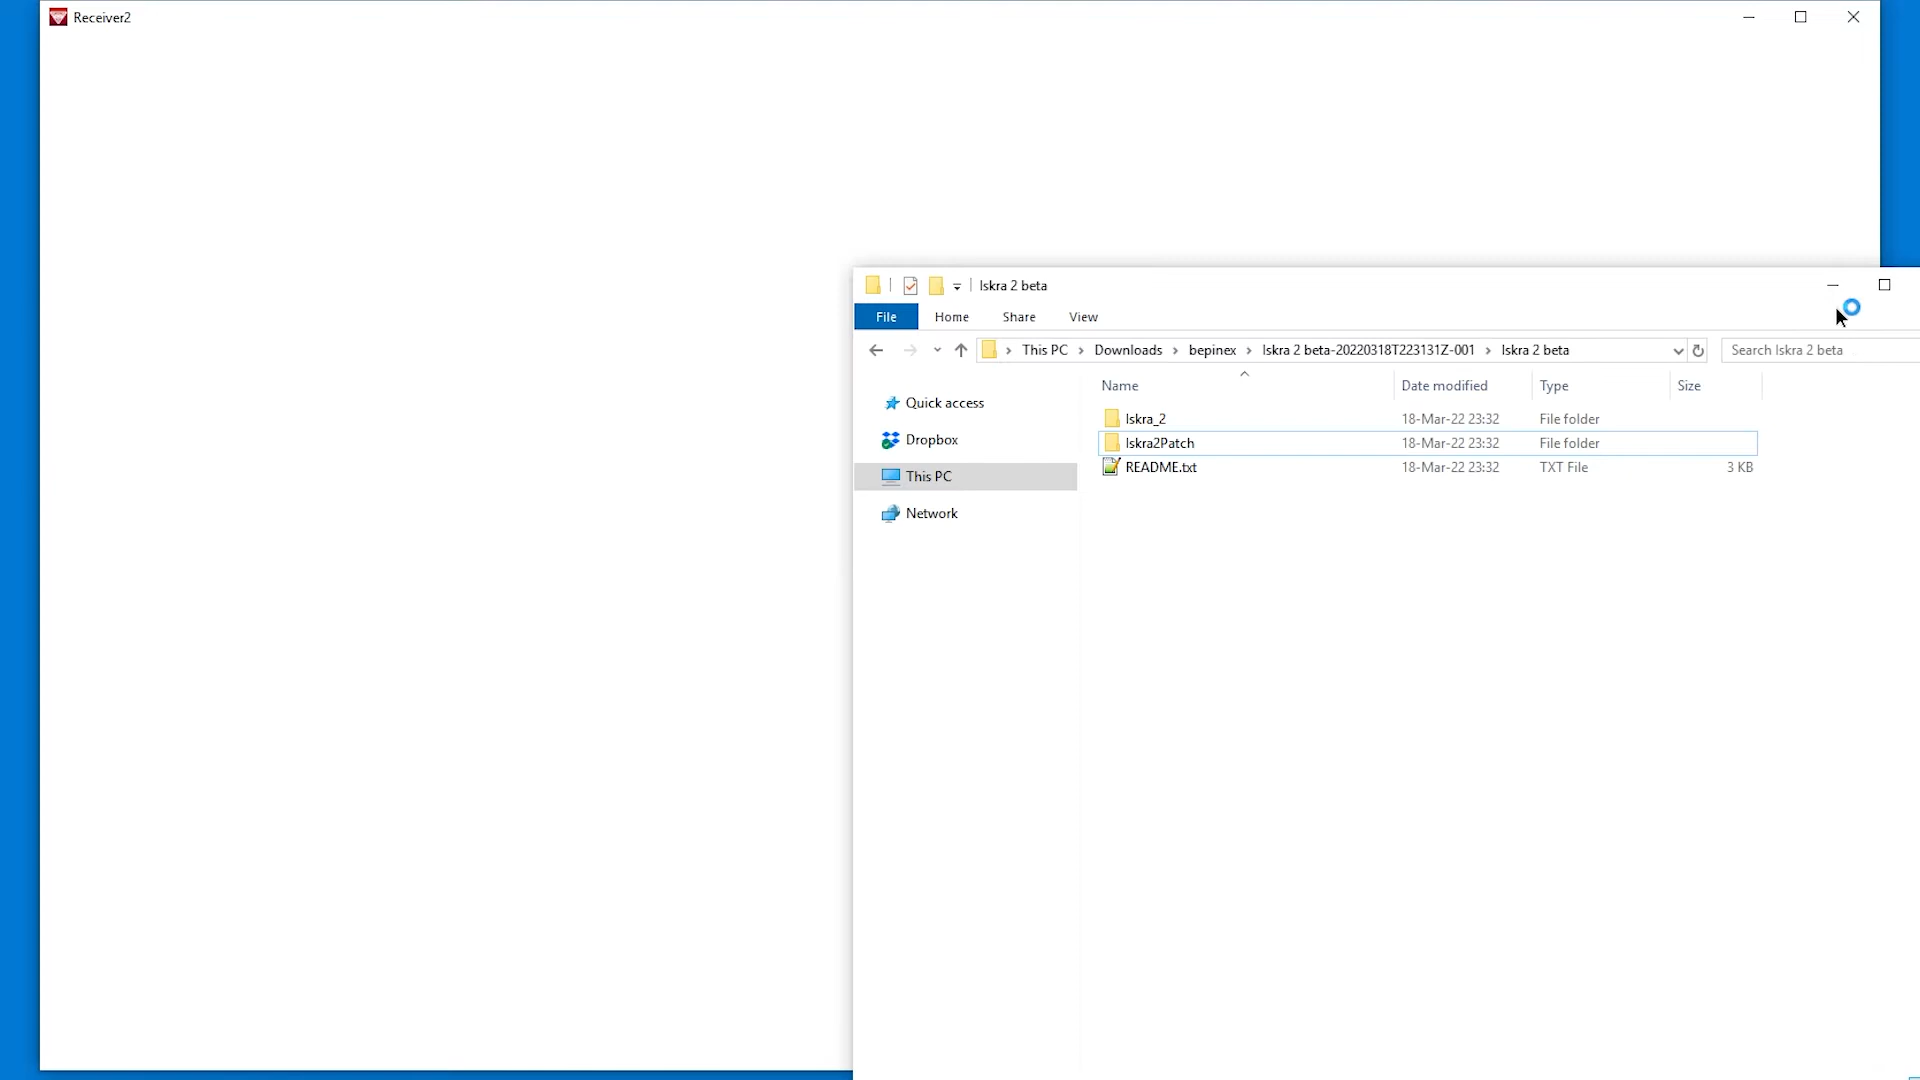 Receiver2
Iskra 2 beta
File Home Share View
This PC Downloads bepinex Iskra 2 beta-20220318T223131Z-001 Iskra 2 beta Search Iskra 2 beta
Name Date modified Type Size
Quick access
Dropbox
This PC
Network
Iskra_2 18-Mar-22 23:32 File folder
Iskra2Patch 18-Mar-22 23:32 File folder
README.txt 18-Mar-22 23:32 TXT File 3 KB